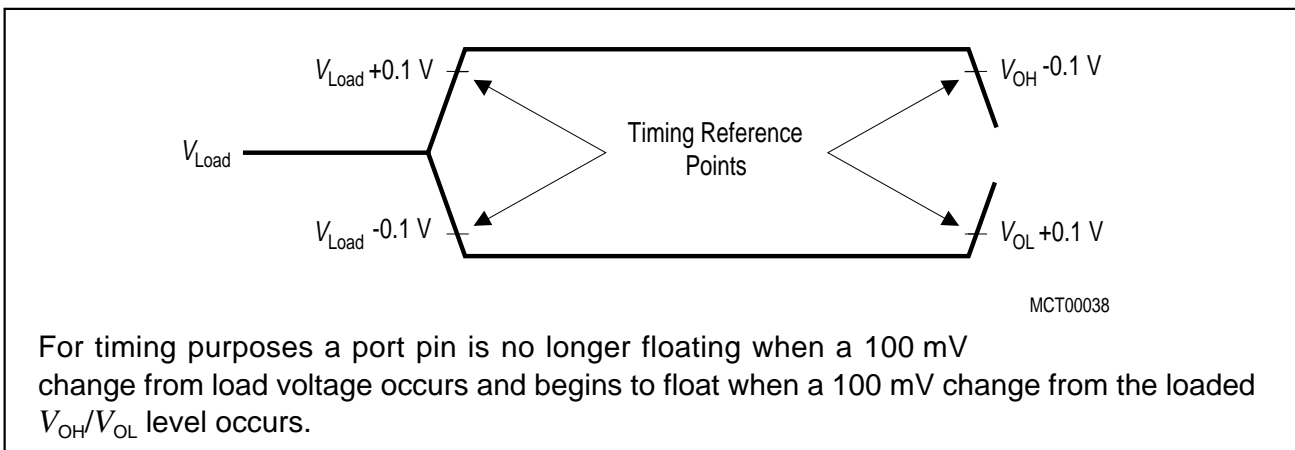 V_Load +0.1 V
V_OH -0.1 V
V_Load
Timing Reference
Points
V_Load -0.1 V
V_OL +0.1 V
MCT00038
For timing purposes a port pin is no longer floating when a 100 mV
change from load voltage occurs and begins to float when a 100 mV change from the loaded
V_OH/V_OL level occurs.